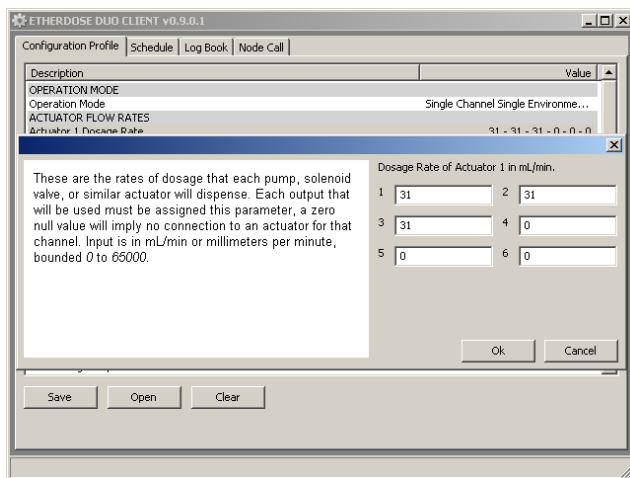 ETHERDOSE DUO CLIENT v0.9.0.1
Configuration Profile Schedule Log Book Node Call
Description Value
OPERATION MODE
Operation Mode Single Channel Single Environme...
ACTUATOR FLOW RATES
Actuator 1 Dosage Rate 31 - 31 - 31 - 0 - 0 - 0
These are the rates of dosage that each pump, solenoid
valve, or similar actuator will dispense. Each output that
will be used must be assigned this parameter, a zero
null value will imply no connection to an actuator for that
channel. Input is in mL/min or millimeters per minute,
bounded 0 to 65000.
Dosage Rate of Actuator 1 in mL/min.
1 31 2 31
3 31 4 0
5 0 6 0
Ok Cancel
Save Open Clear